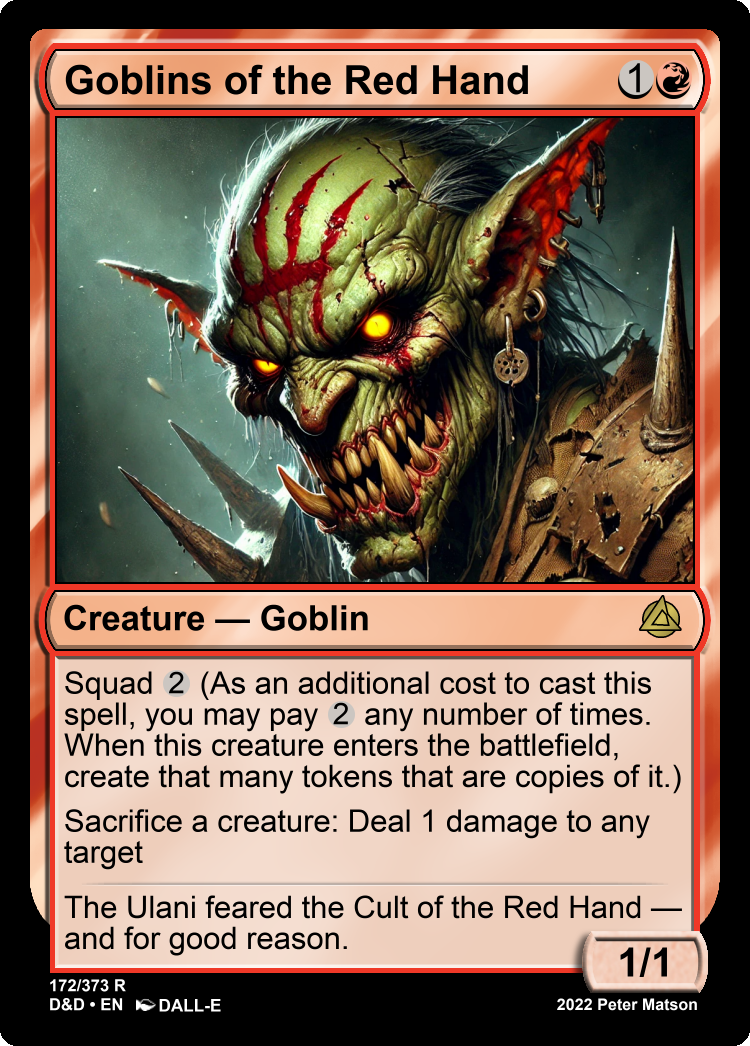 Goblins of the Red Hand 1
Creature — Goblin
Squad 2 (As an additional cost to cast this
spell, you may pay 2 any number of times.
When this creature enters the battlefield,
create that many tokens that are copies of it.)
Sacrifice a creature: Deal 1 damage to any
target
The Ulani feared the Cult of the Red Hand —
and for good reason.
1/1
172/373 R
D&D • EN DALL-E
2022 Peter Matson